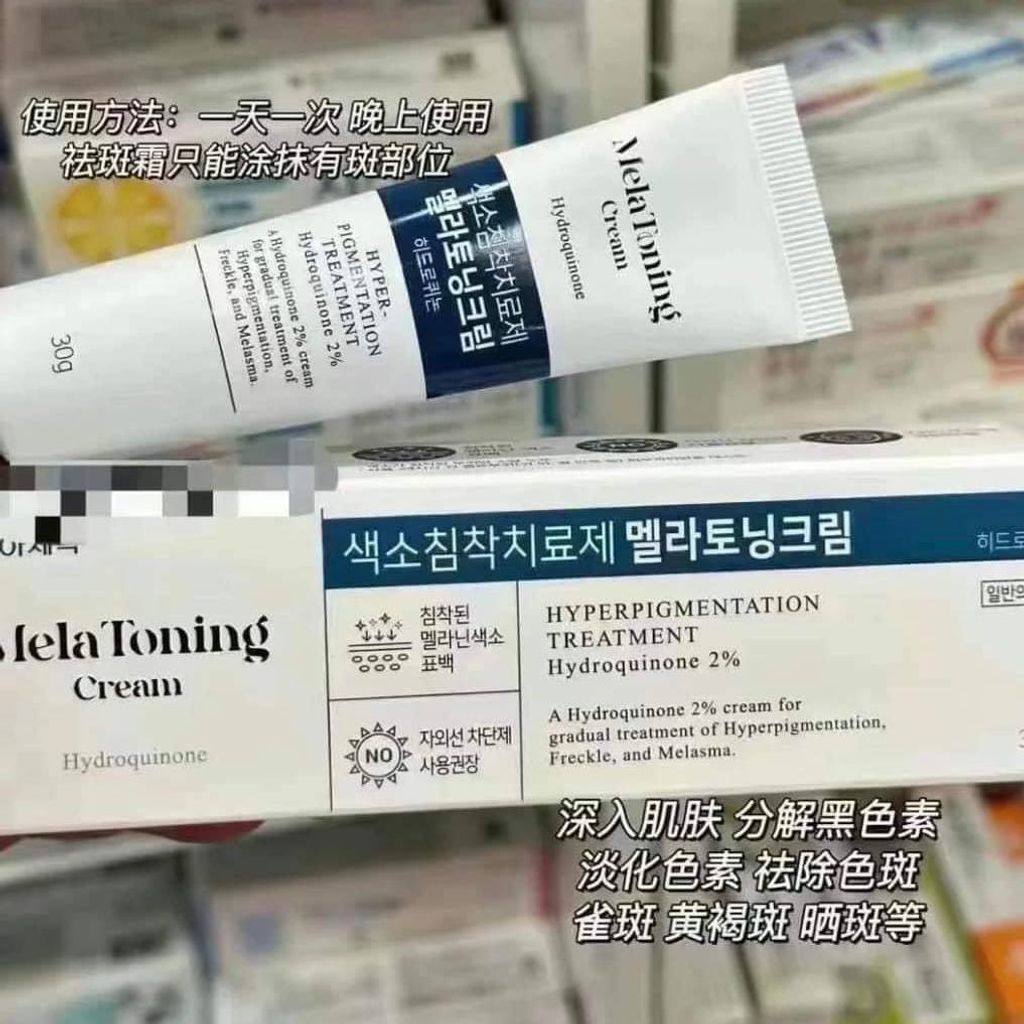 使用方法：一天一次 晚上使用
祛斑霜只能涂抹有斑部位
MelaToning
Cream
Hydroquinone
색소침착치료제
멜라토닝크림
히드로퀴논
HYPER-
PIGMENTATION
TREATMENT
Hydroquinone 2%
A Hydroquinone 2% cream
for gradual treatment of
Hyperpigmentation,
Freckle, and Melasma.
30g
색소침착치료제 멜라토닝크림
히드로
일반의
MelaToning
Cream
Hydroquinone
침착된
멜라닌색소
표백
NO
자외선 차단제
사용권장
HYPERPIGMENTATION
TREATMENT
Hydroquinone 2%
A Hydroquinone 2% cream for
gradual treatment of Hyperpigmentation,
Freckle, and Melasma.
深入肌肤 分解黑色素
淡化色素 祛除色斑
雀斑 黄褐斑 晒斑等